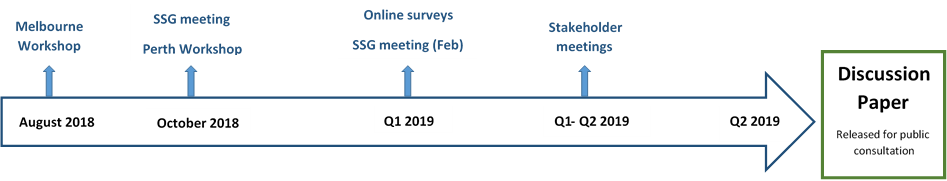 Melbourne
Workshop
SSG meeting
Perth Workshop
Online surveys
SSG meeting (Feb)
Stakeholder
meetings
August 2018
October 2018
Q1 2019
Q1- Q2 2019
Q2 2019
Discussion
Paper
Released for public
consultation